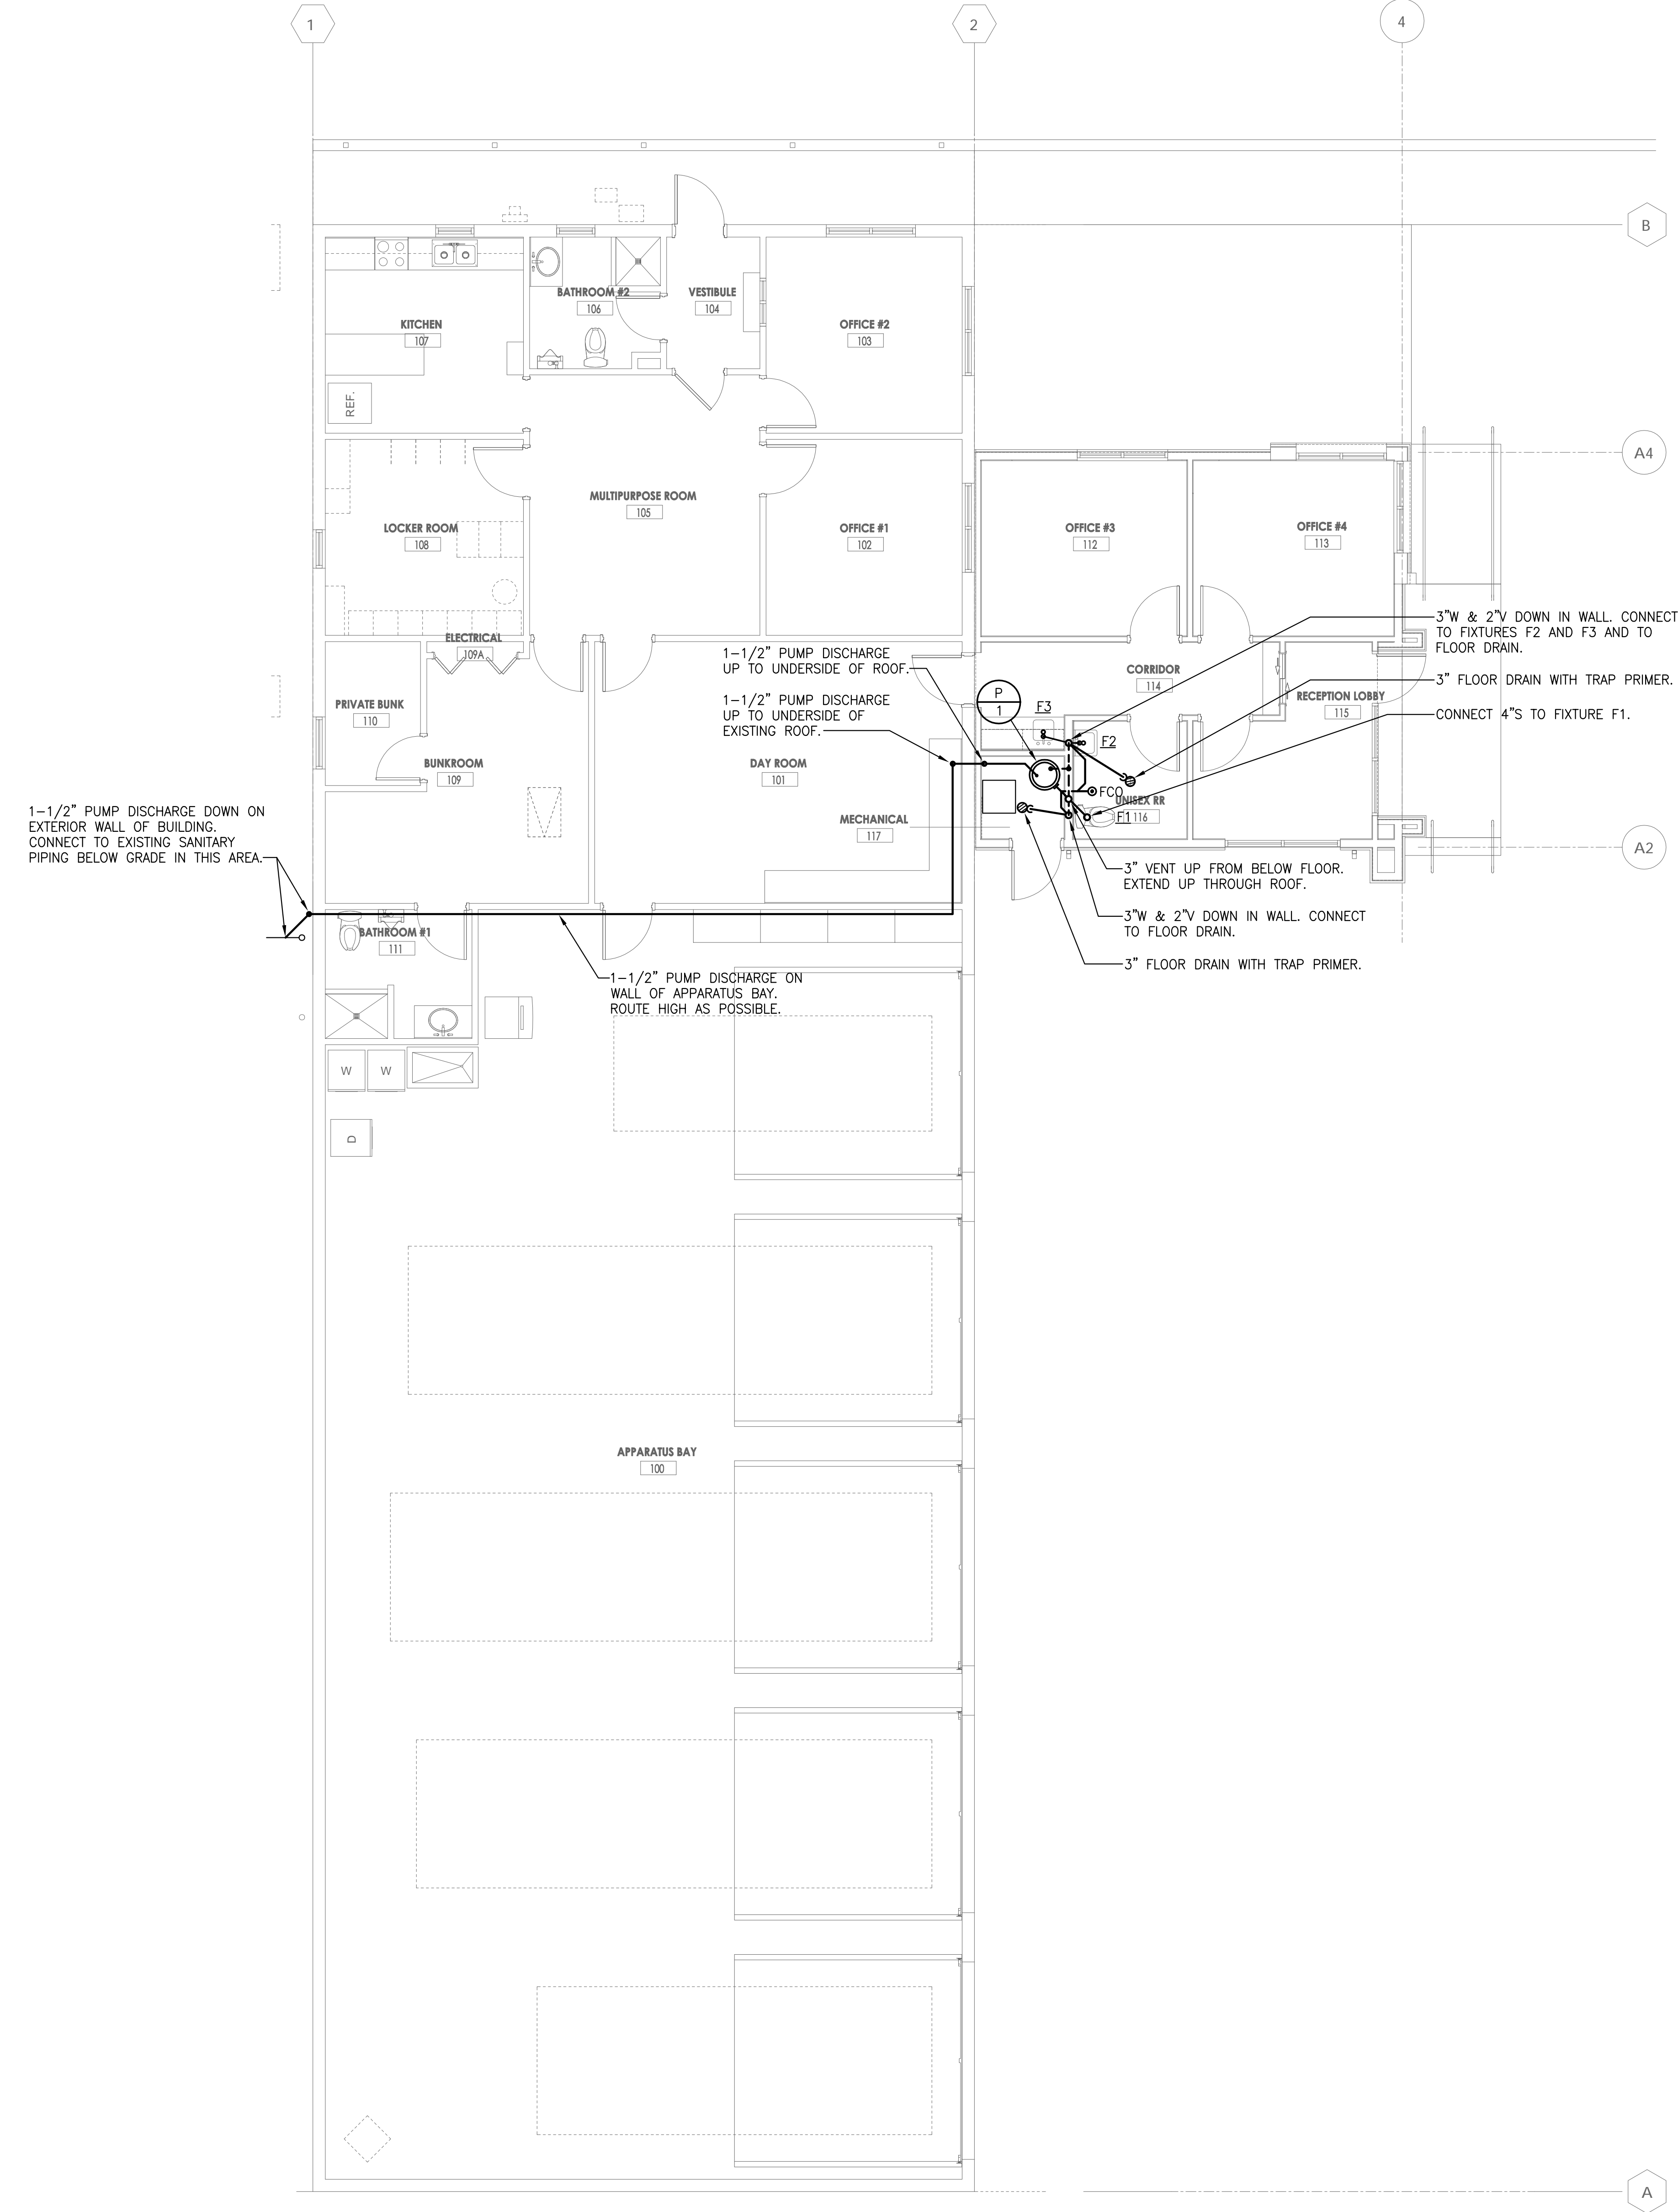 1
2
4
B
BATHROOM #2
106
VESTIBULE
104
KITCHEN
107
OFFICE #2
103
REF.
A4
MULTIPURPOSE ROOM
105
LOCKER ROOM
108
OFFICE #1
102
OFFICE #3
112
OFFICE #4
113
3"W & 2"V DOWN IN WALL. CONNECT
TO FIXTURES F2 AND F3 AND TO
FLOOR DRAIN.
ELECTRICAL
109A
1-1/2" PUMP DISCHARGE
UP TO UNDERSIDE OF ROOF.
CORRIDOR
114
3" FLOOR DRAIN WITH TRAP PRIMER.
PRIVATE BUNK
110
1-1/2" PUMP DISCHARGE
UP TO UNDERSIDE OF
EXISTING ROOF.
P
1
F3
RECEPTION LOBBY
115
CONNECT 4"S TO FIXTURE F1.
F2
BUNKROOM
109
DAY ROOM
101
FCO
UNISEX RR
F1
116
1-1/2" PUMP DISCHARGE DOWN ON
EXTERIOR WALL OF BUILDING.
CONNECT TO EXISTING SANITARY
PIPING BELOW GRADE IN THIS AREA.
MECHANICAL
117
A2
3" VENT UP FROM BELOW FLOOR.
EXTEND UP THROUGH ROOF.
3"W & 2"V DOWN IN WALL. CONNECT
TO FLOOR DRAIN.
BATHROOM #1
111
3" FLOOR DRAIN WITH TRAP PRIMER.
1-1/2" PUMP DISCHARGE ON
WALL OF APPARATUS BAY.
ROUTE HIGH AS POSSIBLE.
W
W
D
APPARATUS BAY
100
A